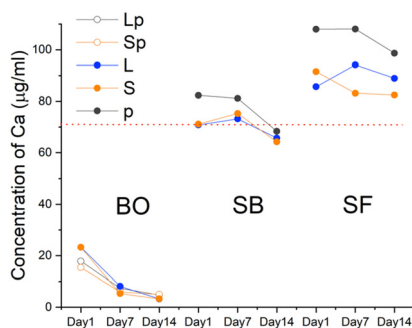 Concentration of Ca (μg/ml)
100
80
60
40
20
0
Lp
Sp
L
S
p
BO
SB
SF
Day1 Day7 Day14 Day1 Day7 Day14 Day1 Day7 Day14